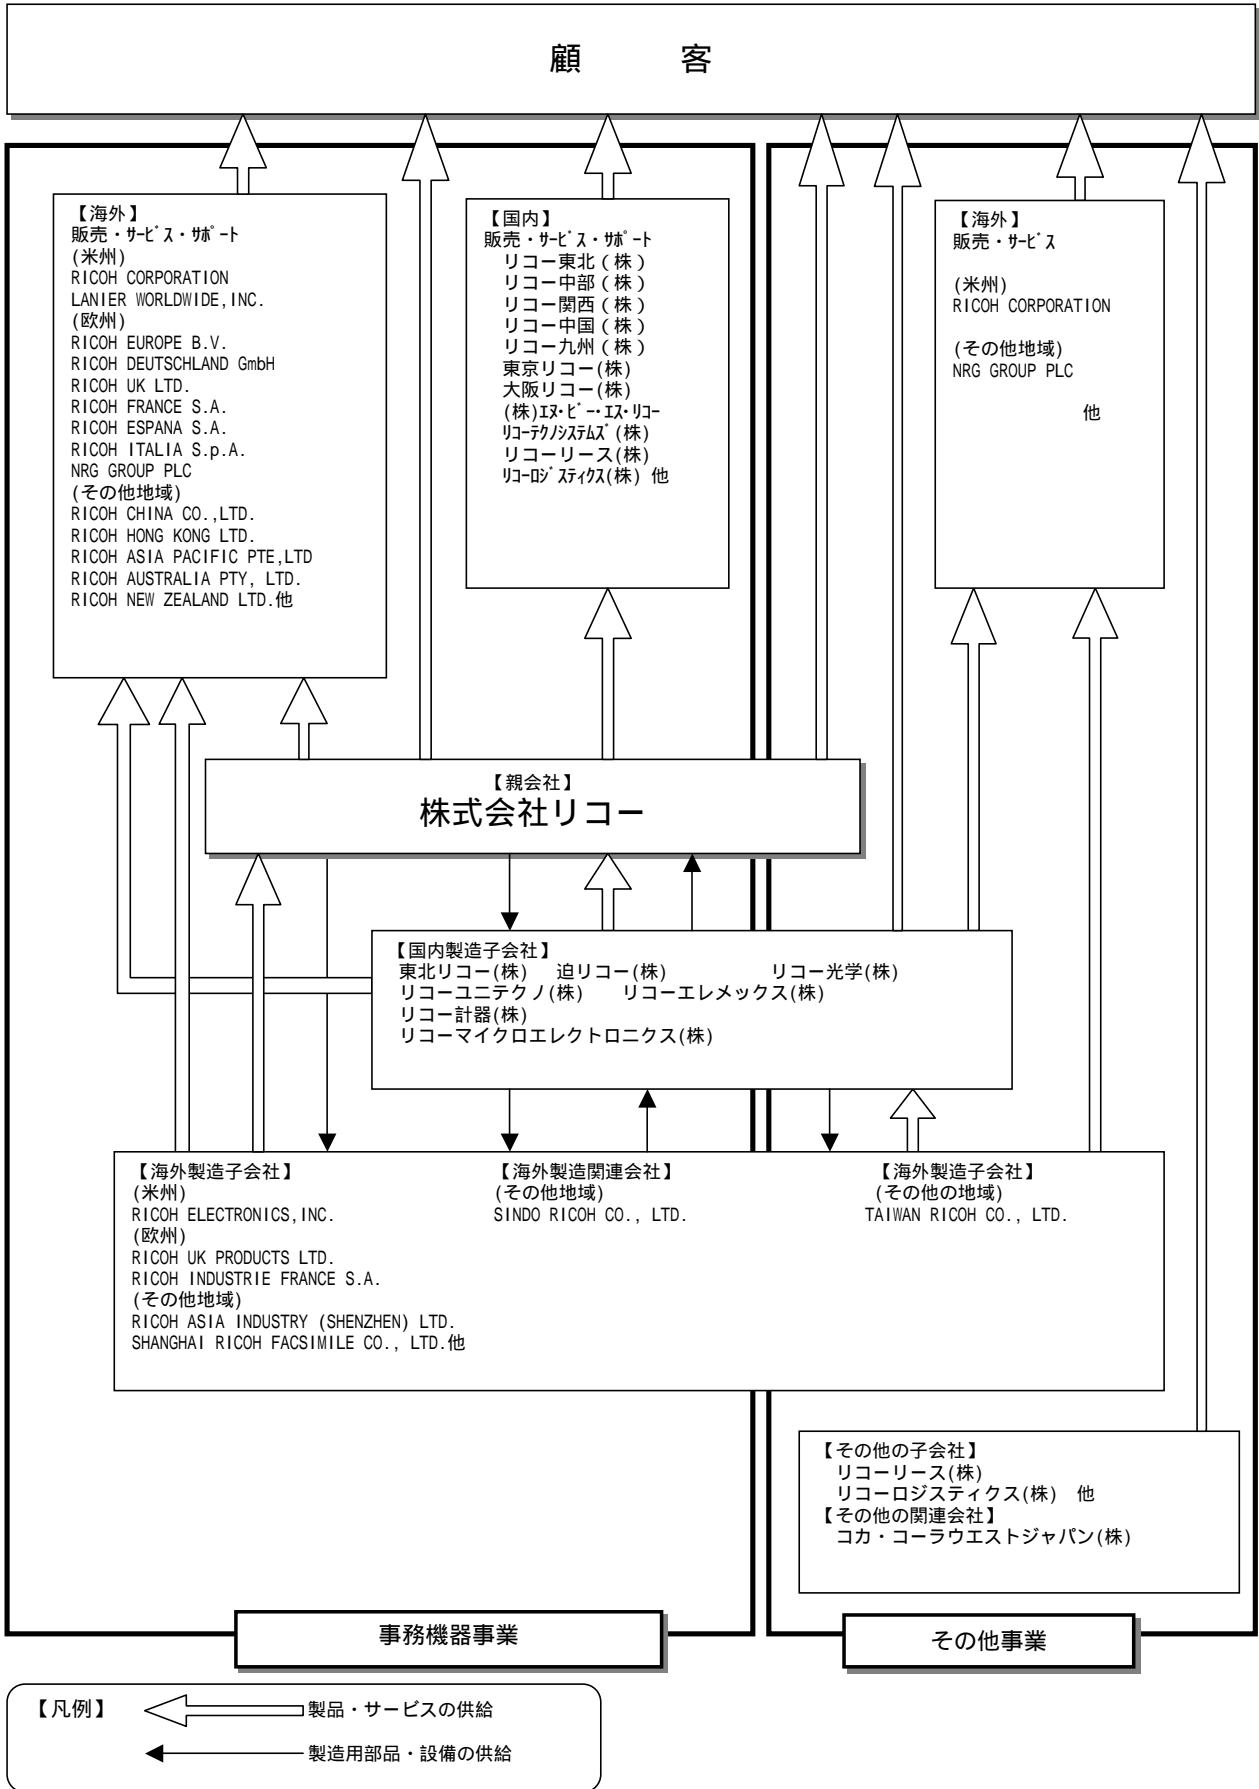 顧 客
【海外】
販売・ｻｰﾋﾞｽ・ｻﾎﾟｰﾄ
(米州)
RICOH CORPORATION
LANIER WORLDWIDE,INC.
(欧州)
RICOH EUROPE B.V.
RICOH DEUTSCHLAND GmbH
RICOH UK LTD.
RICOH FRANCE S.A.
RICOH ESPANA S.A.
RICOH ITALIA S.p.A.
NRG GROUP PLC
(その他地域)
RICOH CHINA CO.,LTD.
RICOH HONG KONG LTD.
RICOH ASIA PACIFIC PTE,LTD
RICOH AUSTRALIA PTY, LTD.
RICOH NEW ZEALAND LTD.他
【国内】
販売・ｻｰﾋﾞｽ・ｻﾎﾟｰﾄ
リコー東北（株）
リコー中部（株）
リコー関西（株）
リコー中国（株）
リコー九州（株）
東京リコー(株)
大阪リコー(株)
(株)ｴﾇ･ﾋﾞｰ･ｴｽ･ﾘｺｰ
ﾘｺｰﾃｸﾉｼｽﾃﾑｽﾞ(株)
リコーリース(株)
ﾘｺｰﾛｼﾞｽﾃｨｸｽ(株) 他
【海外】
販売・ｻｰﾋﾞｽ
(米州)
RICOH CORPORATION
(その他地域)
NRG GROUP PLC
他
【親会社】
株式会社リコー
【国内製造子会社】
東北リコー(株) 迫リコー(株) リコー光学(株)
リコーユニテクノ(株) リコーエレメックス(株)
リコー計器(株)
リコーマイクロエレクトロニクス(株)
【海外製造子会社】
(米州)
RICOH ELECTRONICS,INC.
(欧州)
RICOH UK PRODUCTS LTD.
RICOH INDUSTRIE FRANCE S.A.
(その他地域)
RICOH ASIA INDUSTRY (SHENZHEN) LTD.
SHANGHAI RICOH FACSIMILE CO., LTD.他
【海外製造関連会社】
(その他地域)
SINDO RICOH CO., LTD.
【海外製造子会社】
(その他の地域)
TAIWAN RICOH CO., LTD.
【その他の子会社】
リコーリース(株)
リコーロジスティクス(株) 他
【その他の関連会社】
コカ・コーラウエストジャパン(株)
事務機器事業
その他事業
【凡例】
製品・サービスの供給
製造用部品・設備の供給